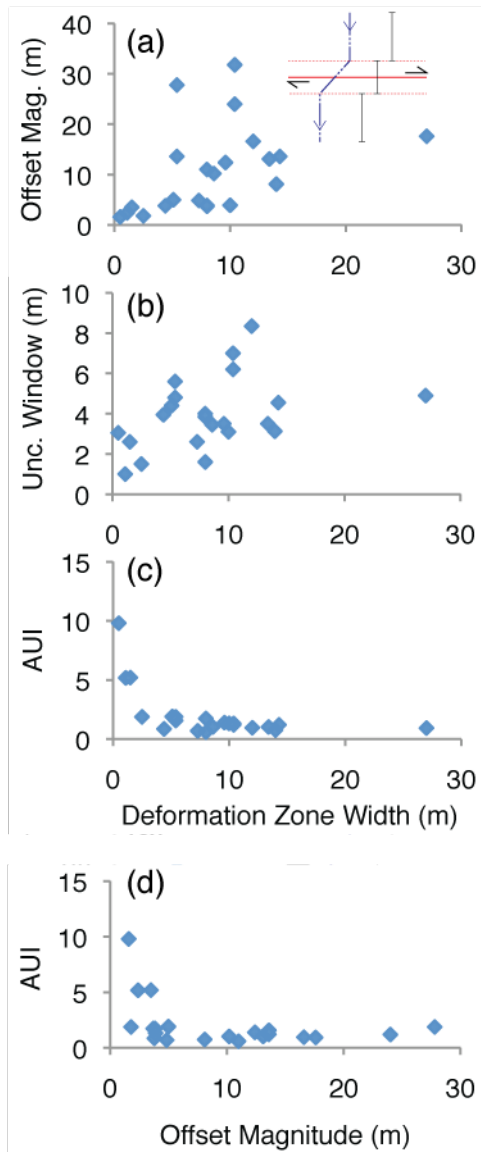 (a)
Offset Mag. (m)
40
30
20
10
0
0 10 20 30
(b)
Unc. Window (m)
10
8
6
4
2
0
0 10 20 30
(c)
AUI
15
10
5
0
0 10 20 30
Deformation Zone Width (m)
(d)
AUI
15
10
5
0
0 10 20 30
Offset Magnitude (m)